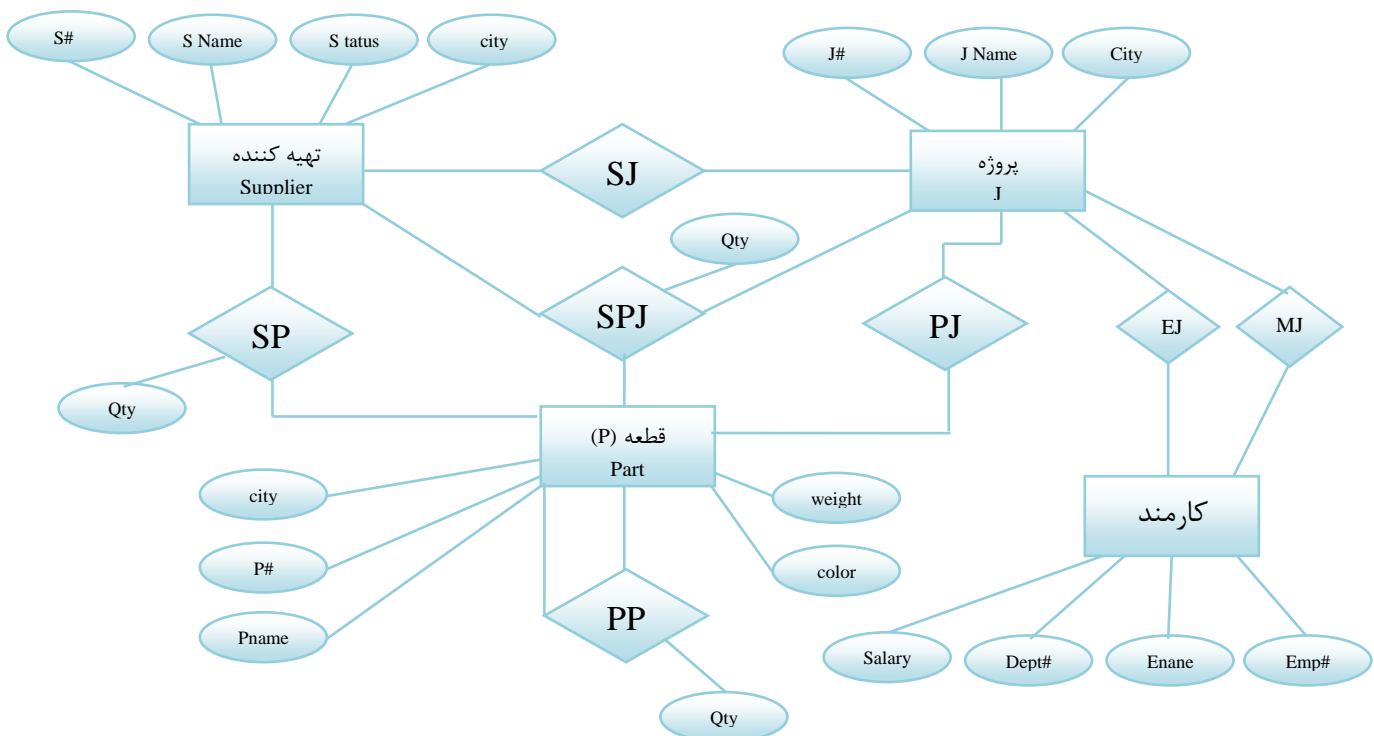 S#
S Name
S tatus
city
J#
J Name
City
تهیه کننده
Supplier
SJ
پروژه
J
Qty
SP
SPJ
PJ
EJ
MJ
Qty
قطعه (P)
Part
city
weight
کارمند
P#
color
Pname
PP
Salary
Dept#
Enane
Emp#
Qty